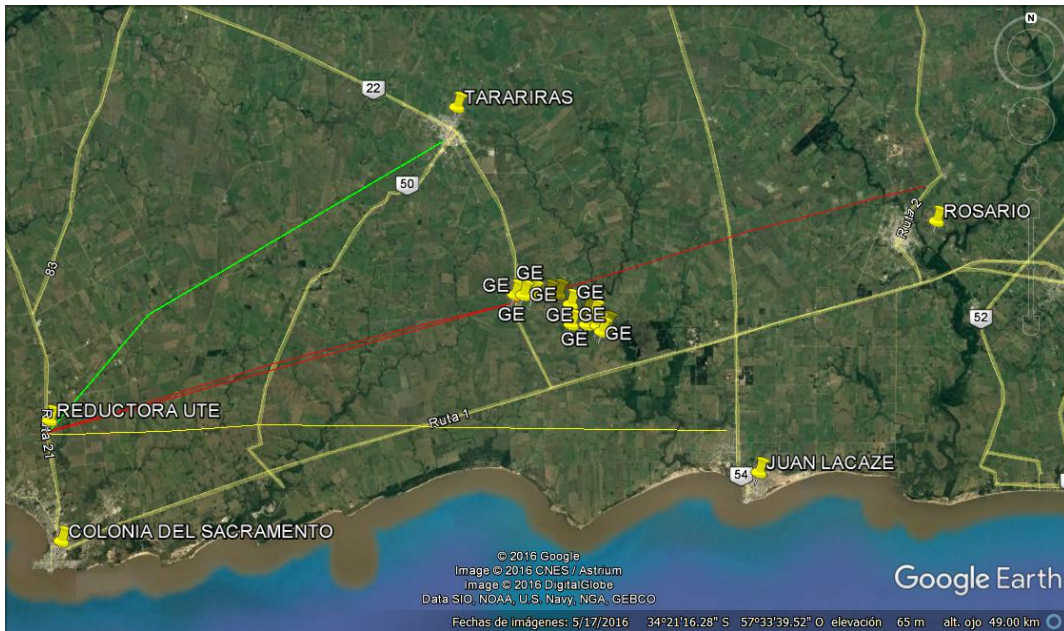 N
22
TARARIRAS
50
ROSARIO
Ruta 2
83
GE
GE
GE
GE
GE
GE
GE
GE
GE
GE
52
REDUCTORA UTE
Ruta 21
Ruta 1
JUAN LACAZE
54
COLONIA DEL SACRAMENTO
© 2016 Google
Image © 2016 CNES / Astrium
Image © 2016 DigitalGlobe
Data SIO, NOAA, U.S. Navy, NGA, GEBCO
Google Earth
Fechas de imágenes: 5/17/2016 34°21'16.28" S 57°33'39.52" O elevación 65 m alt. ojo 49.00 km